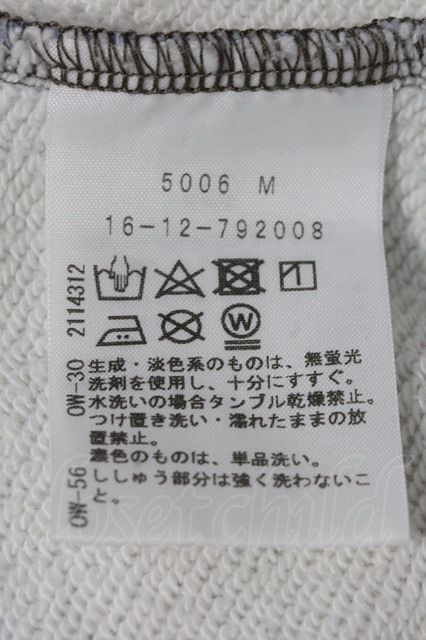 5006 M
16-12-792008
W
生成・淡色系のものは、無蛍光
洗剤を使用し、十分にすすぐ。
水洗いの場合タンブル乾燥禁止。
つけ置き洗い・濡れたままの放
置禁止。
濃色のものは、単品洗い。
ししゅう部分は強く洗わないこ
と。
OW-56 OW-30 2114312
closet child